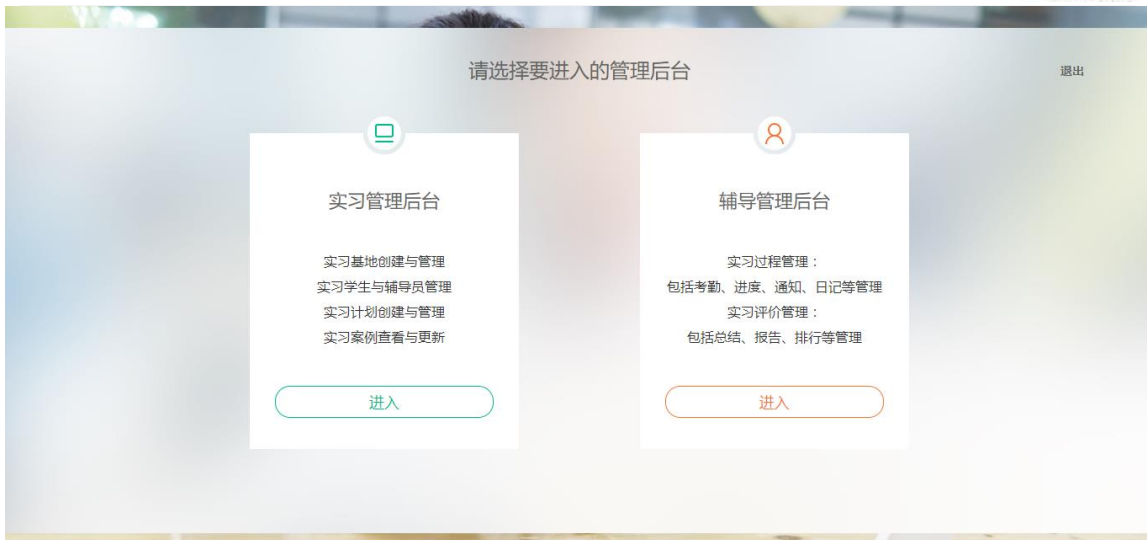 请选择要进入的管理后台
退出
实习管理后台
实习基地创建与管理
实习学生与辅导员管理
实习计划创建与管理
实习案例查看与更新
进入
辅导管理后台
实习过程管理：
包括考勤、进度、通知、日记等管理
实习评价管理：
包括总结、报告、排行等管理
进入